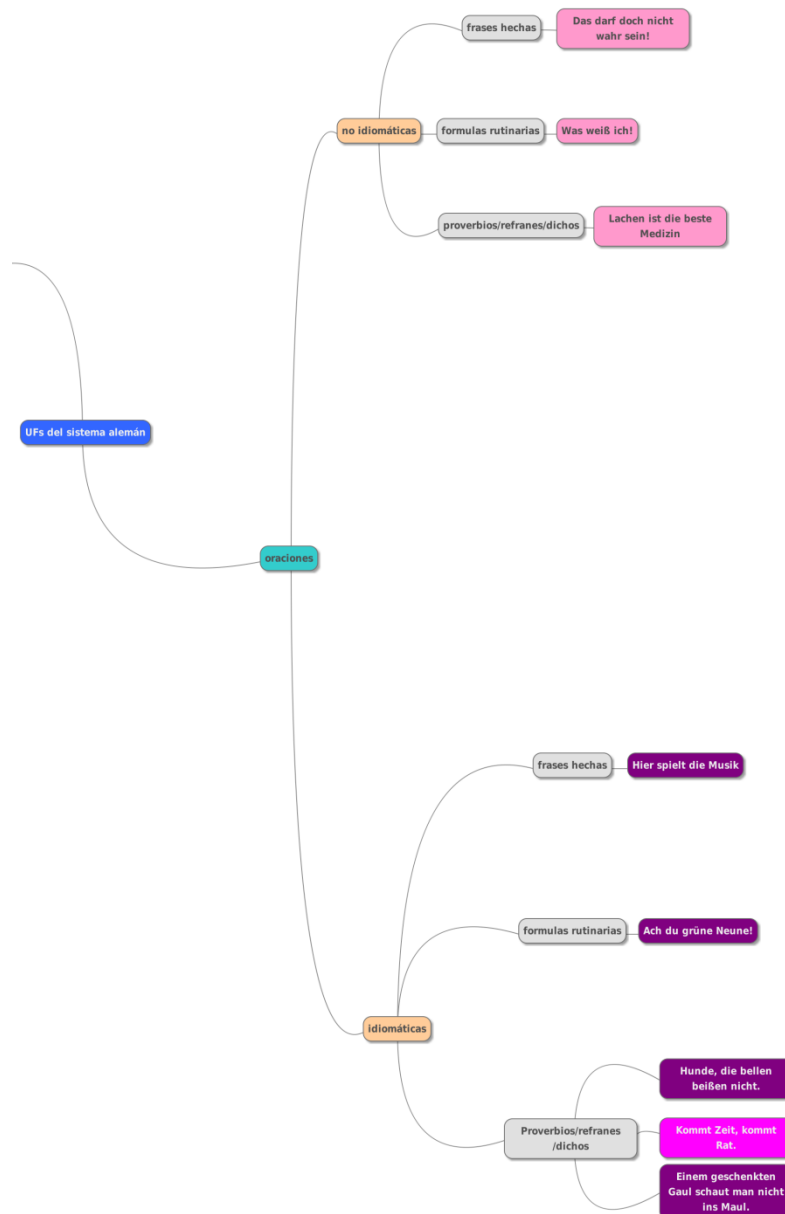 UFs del sistema alemán
oraciones
no idiomáticas
frases hechas
Das darf doch nicht
wahr sein!
formulas rutinarias
Was weiß ich!
proverbios/refranes/dichos
Lachen ist die beste
Medizin
idiomáticas
frases hechas
Hier spielt die Musik
formulas rutinarias
Ach du grüne Neune!
Proverbios/refranes
/dichos
Hunde, die bellen
beißen nicht.
Kommt Zeit, kommt
Rat.
Einem geschenkten
Gaul schaut man nicht
ins Maul.